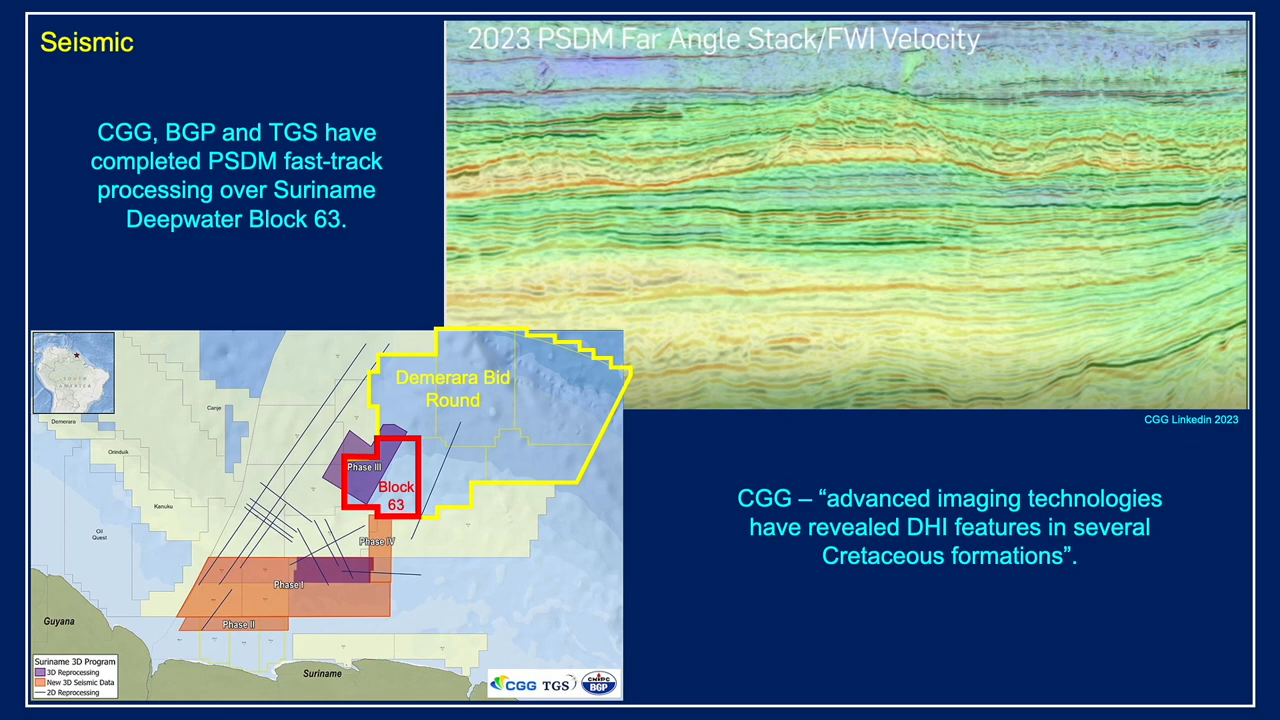 Seismic
2023 PSDM Far Angle Stack/FWI Velocity
CGG, BGP and TGS have
completed PSDM fast-track
processing over Suriname
Deepwater Block 63.
CGG Linkedin 2023
CGG – “advanced imaging technologies
have revealed DHI features in several
Cretaceous formations”.
SOUTH
AMERICA
Demerara Bid
Round
Canje
Demerara
Orinduik
Kanuku
Oil
Quest
Phase III
Block
63
Phase IV
Phase I
Phase II
Guyana
Suriname
Suriname 3D Program
3D Reprocessing
New 3D Seismic Data
2D Reprocessing
CGG
TGS
CNPC
BGP